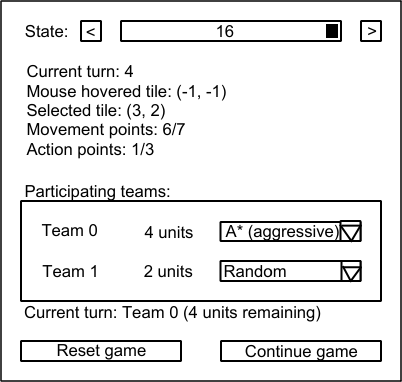 State: < 16 >
Current turn: 4
Mouse hovered tile: (-1, -1)
Selected tile: (3, 2)
Movement points: 6/7
Action points: 1/3
Participating teams:
Team 0 4 units A* (aggressive)
Team 1 2 units Random
Current turn: Team 0 (4 units remaining)
Reset game Continue game